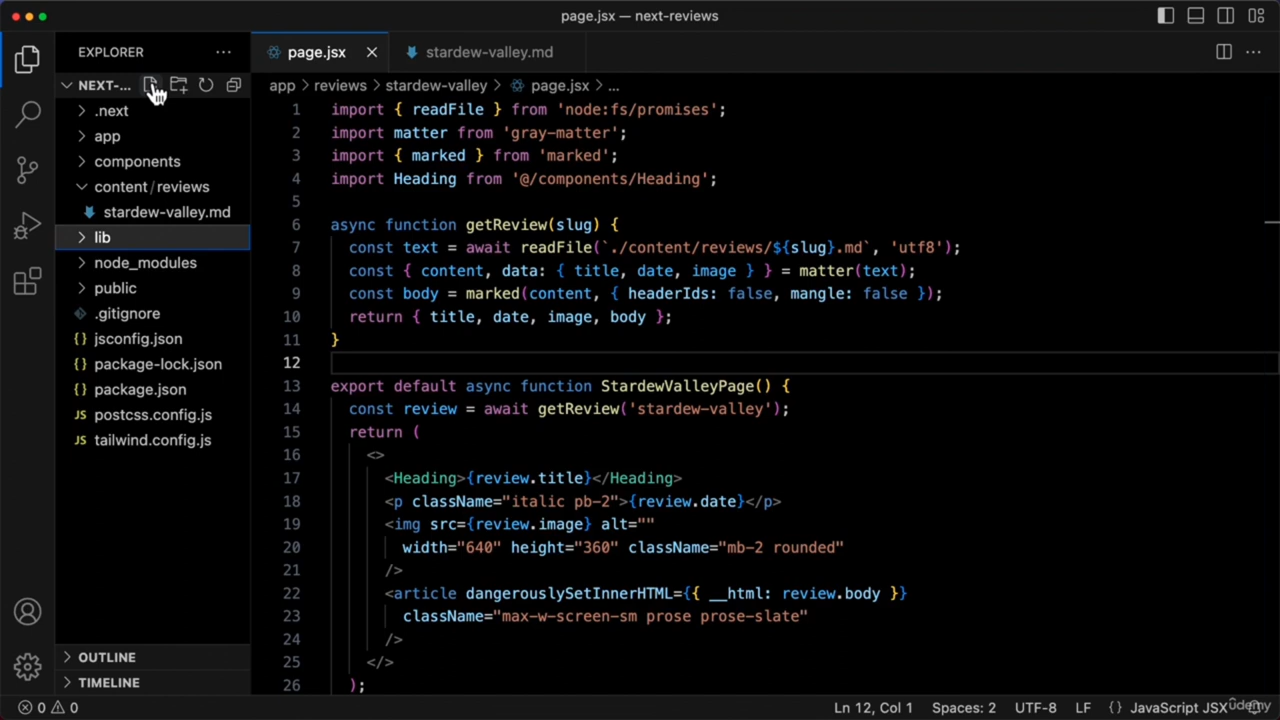 page.jsx — next-reviews
EXPLORER
page.jsx
stardew-valley.md
NEXT-...
app > reviews > stardew-valley > page.jsx > ...
.next
app
components
content/reviews
stardew-valley.md
lib
node_modules
public
.gitignore
jsconfig.json
package-lock.json
package.json
JS postcss.config.js
JS tailwind.config.js
OUTLINE
TIMELINE
1 import { readFile } from 'node:fs/promises';
2 import matter from 'gray-matter';
3 import { marked } from 'marked';
4 import Heading from '@/components/Heading';
5
6 async function getReview(slug) {
7 const text = await readFile(`./content/reviews/${slug}.md`, 'utf8');
8 const { content, data: { title, date, image } } = matter(text);
9 const body = marked(content, { headerIds: false, mangle: false });
10 return { title, date, image, body };
11 }
12
13 export default async function StardewValleyPage() {
14 const review = await getReview('stardew-valley');
15 return (
16 <>
17 <Heading>{review.title}</Heading>
18 <p className="italic pb-2">{review.date}</p>
19 <img src={review.image} alt=""
20 width="640" height="360" className="mb-2 rounded"
21 />
22 <article dangerouslySetInnerHTML={{ __html: review.body }}
23 className="max-w-screen-sm prose prose-slate"
24 />
25 </>
26 );
0 0
Ln 12, Col 1
Spaces: 2
UTF-8
LF
{} JavaScript JSX
udemy